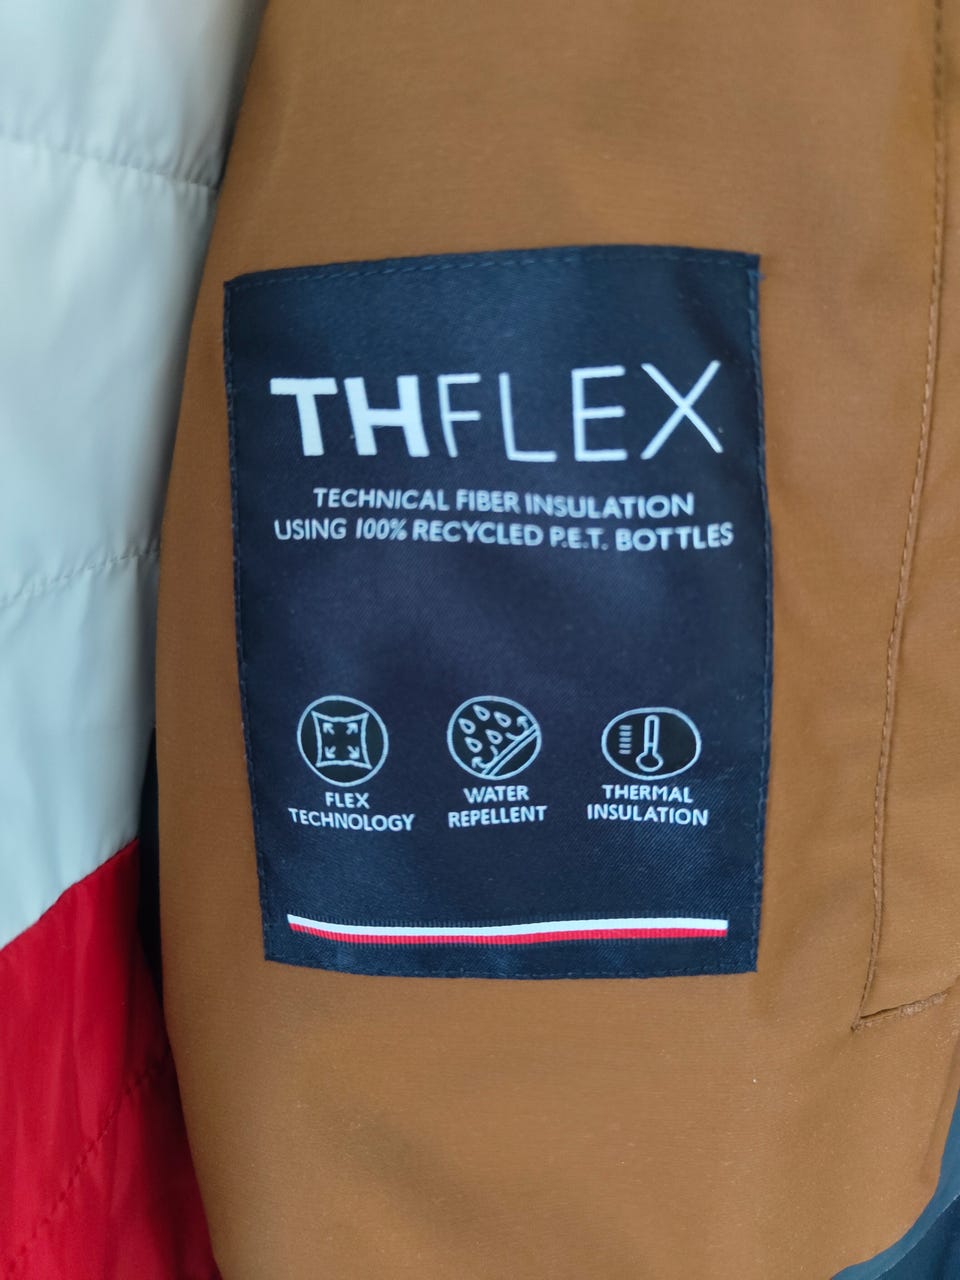 THFLEX
TECHNICAL FIBER INSULATION
USING 100% RECYCLED P.E.T. BOTTLES
FLEX
TECHNOLOGY
WATER
REPELLENT
THERMAL
INSULATION